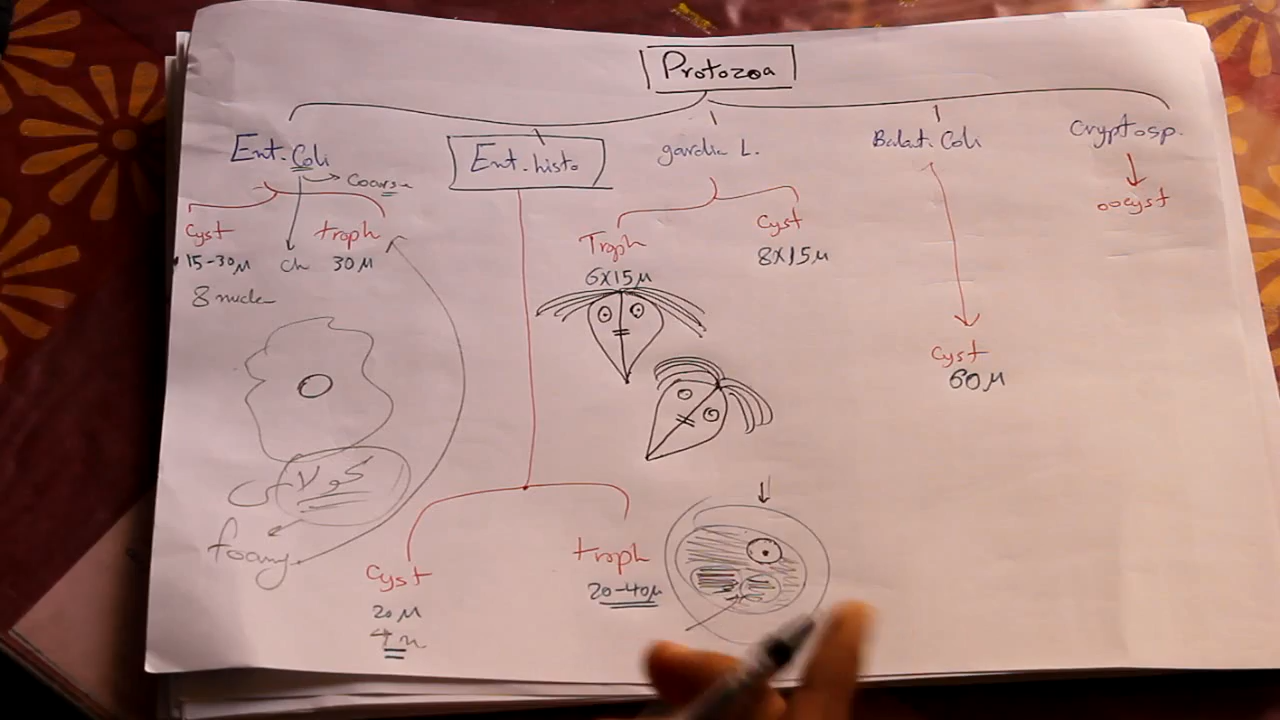 Protozoa
Ent. Coli
Coarse
Cyst
15-30μ
8 nucle
ch
troph
30μ
كولاى
foamy
Ent. histo
Cyst
20μ
4n
troph
20-40μ
gardia L.
Troph
6X15μ
Cyst
8X15μ
Balat. Coli
Cyst
60μ
Cryptosp.
oocyst